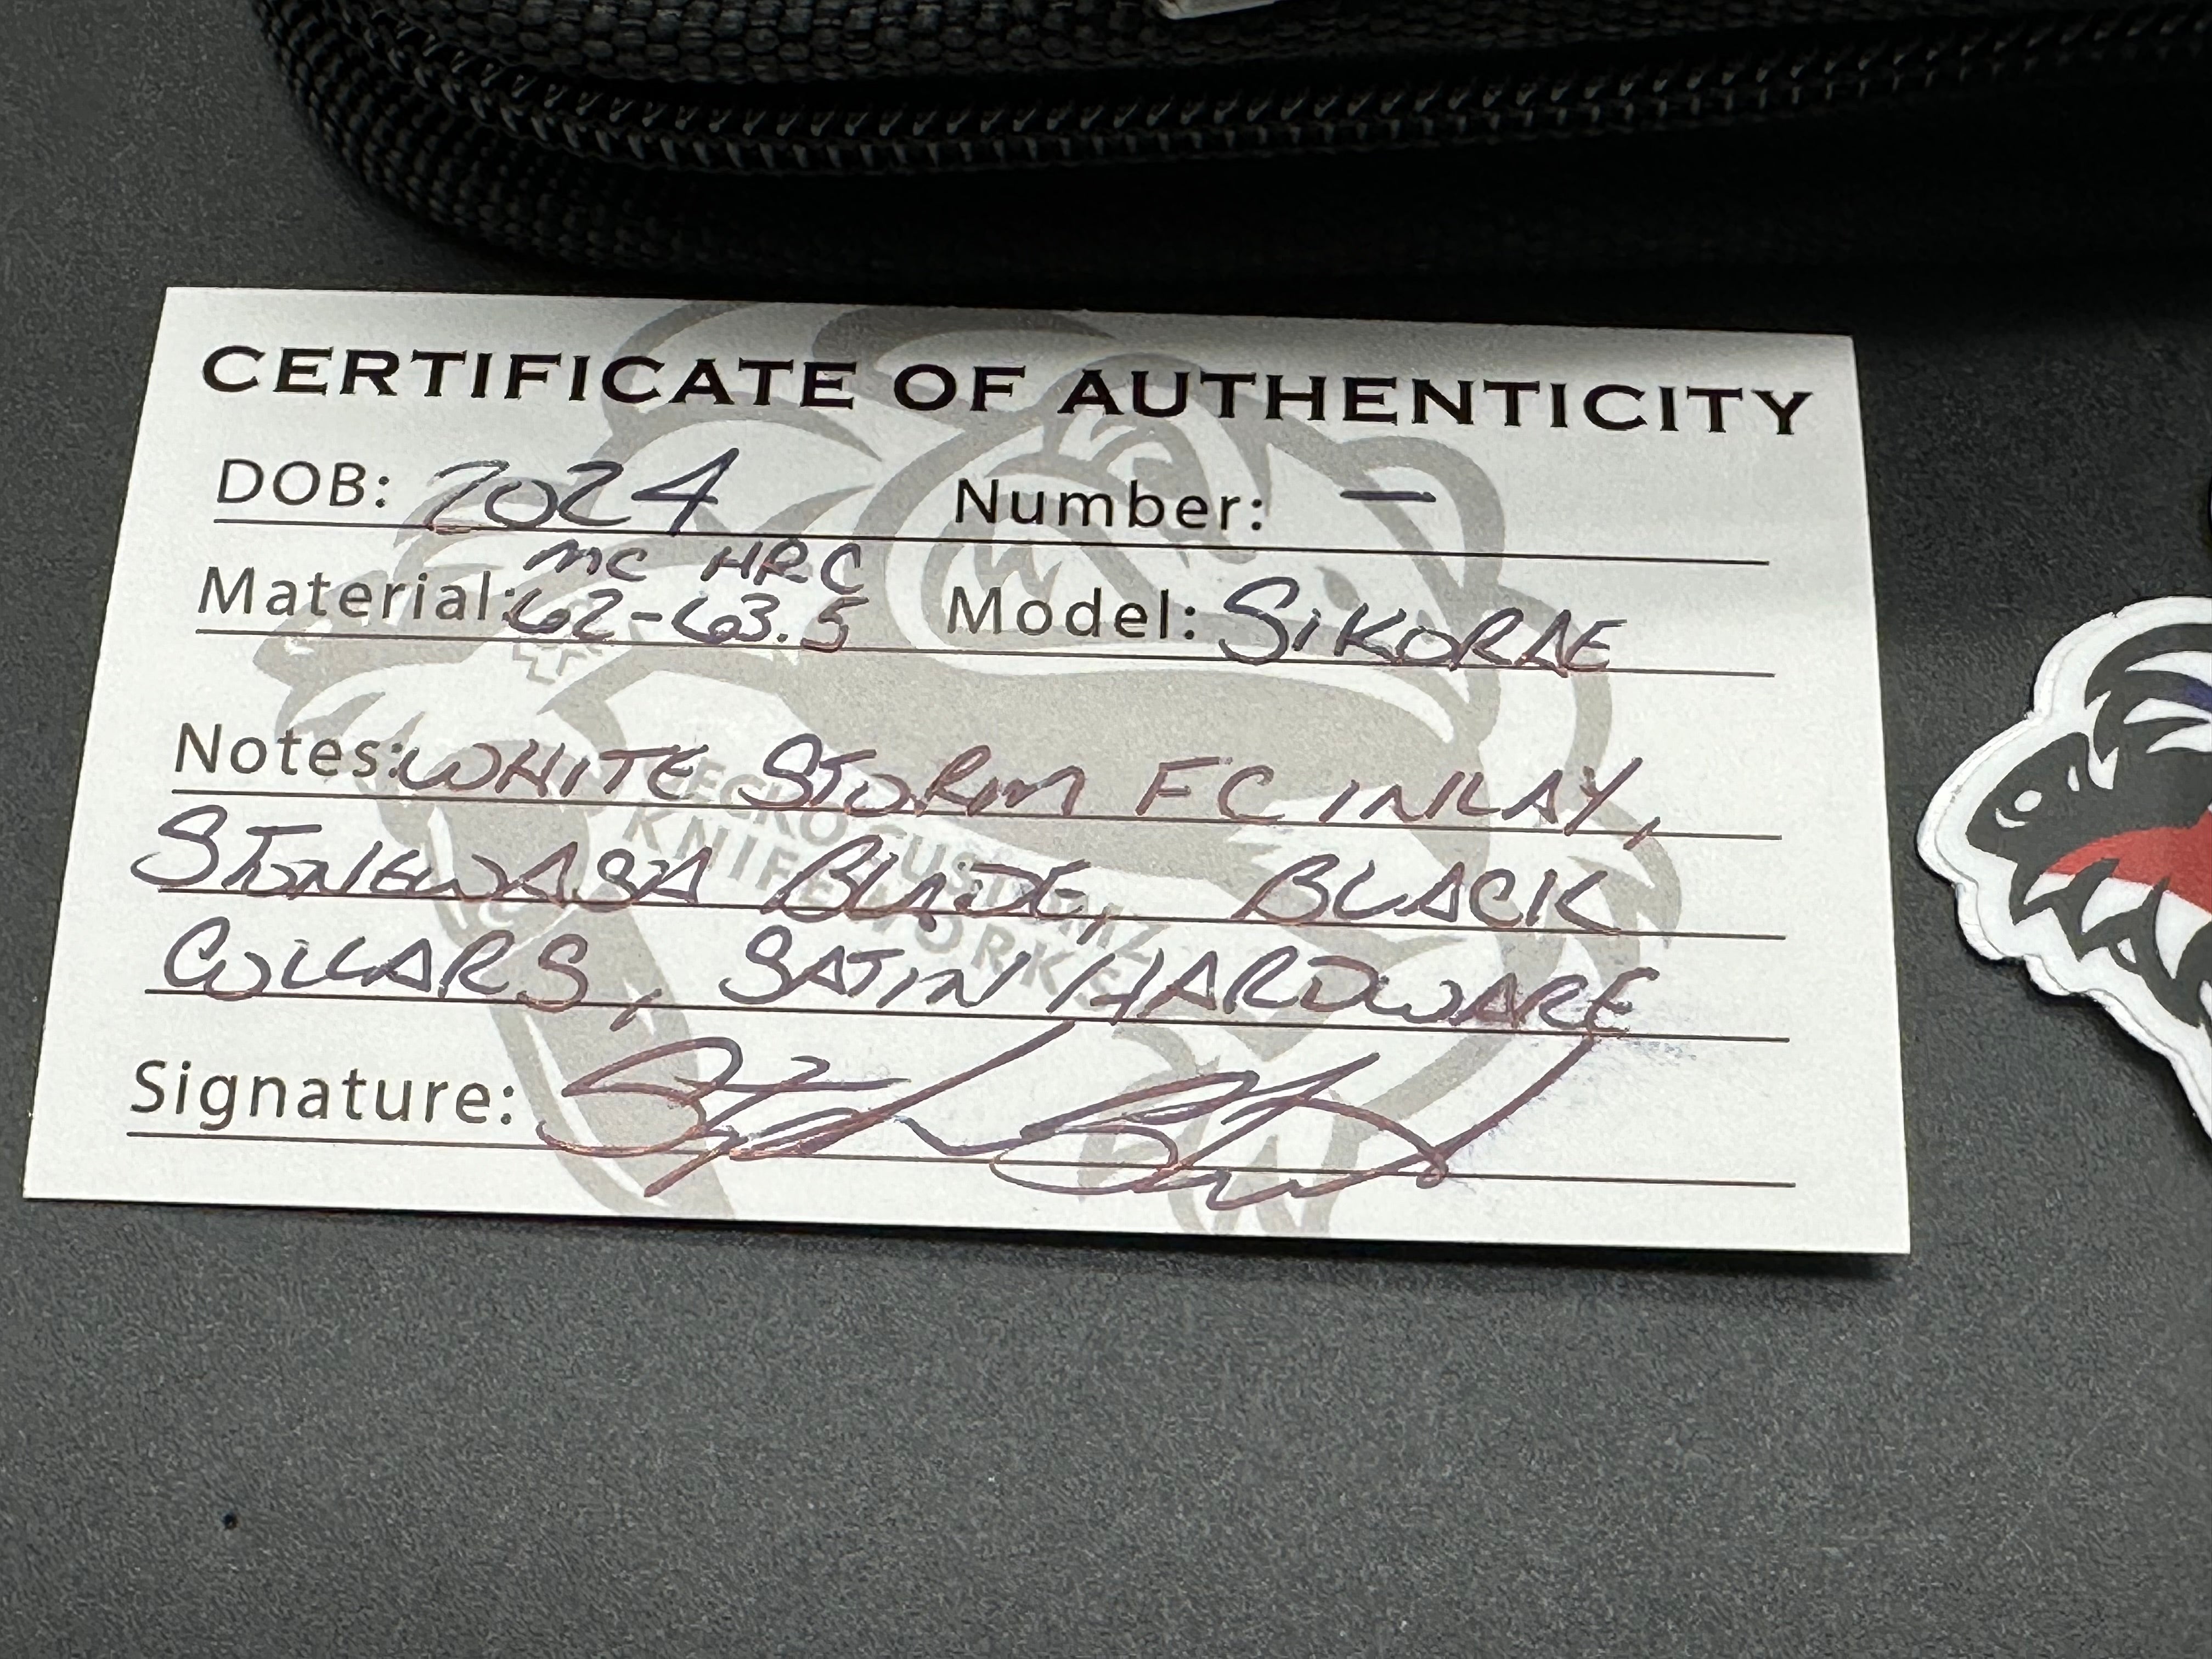 CERTIFICATE OF AUTHENTICITY
DOB: 2024 Number: —
MC HRC
Material: 62-63.5 Model: SIKORAE
Notes: WHITE STORM FC INLAY,
STONEWASH BLADE, BLACK
COLLARS, SATIN HARDWARE
KNIFEWORKS
Signature: